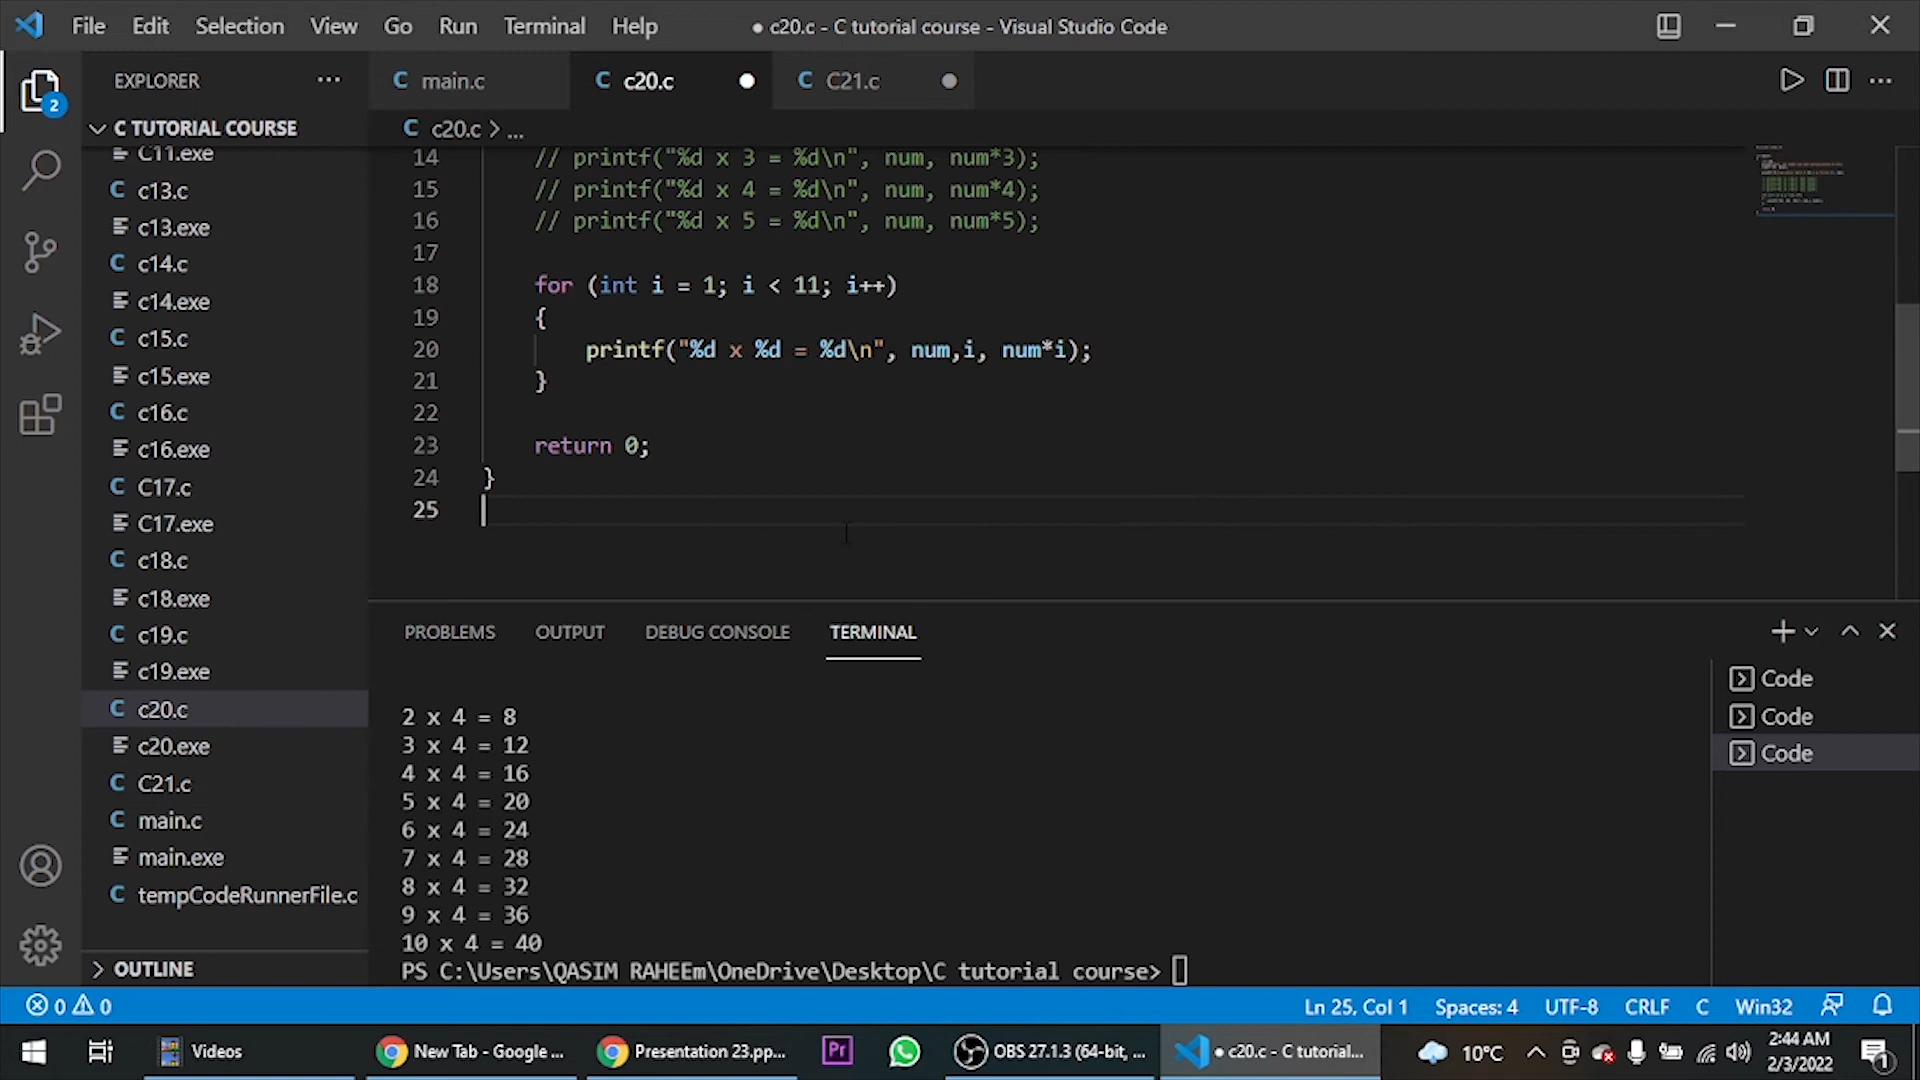 File Edit Selection View Go Run Terminal Help ● c20.c - C tutorial course - Visual Studio Code
EXPLORER ...
C main.c
C c20.c ●
C C21.c ●
C TUTORIAL COURSE
C c20.c > ...
C11.exe
C c13.c
c13.exe
C c14.c
c14.exe
C c15.c
c15.exe
C c16.c
c16.exe
C C17.c
C17.exe
C c18.c
c18.exe
C c19.c
c19.exe
C c20.c
c20.exe
C C21.c
C main.c
main.exe
C tempCodeRunnerFile.c
OUTLINE
2
14 // printf("%d x 3 = %d\n", num, num*3);
15 // printf("%d x 4 = %d\n", num, num*4);
16 // printf("%d x 5 = %d\n", num, num*5);
17
18 for (int i = 1; i < 11; i++)
19 {
20 printf("%d x %d = %d\n", num,i, num*i);
21 }
22
23 return 0;
24 }
25
PROBLEMS OUTPUT DEBUG CONSOLE TERMINAL
2 x 4 = 8
3 x 4 = 12
4 x 4 = 16
5 x 4 = 20
6 x 4 = 24
7 x 4 = 28
8 x 4 = 32
9 x 4 = 36
10 x 4 = 40
PS C:\Users\QASIM RAHEEm\OneDrive\Desktop\C tutorial course>
Code
Code
Code
0 0
Ln 25, Col 1 Spaces: 4 UTF-8 CRLF C Win32
Videos
New Tab - Google ...
Presentation 23.pp...
Pr
OBS 27.1.3 (64-bit, ...
● c20.c - C tutorial...
10°C
2:44 AM
2/3/2022
1